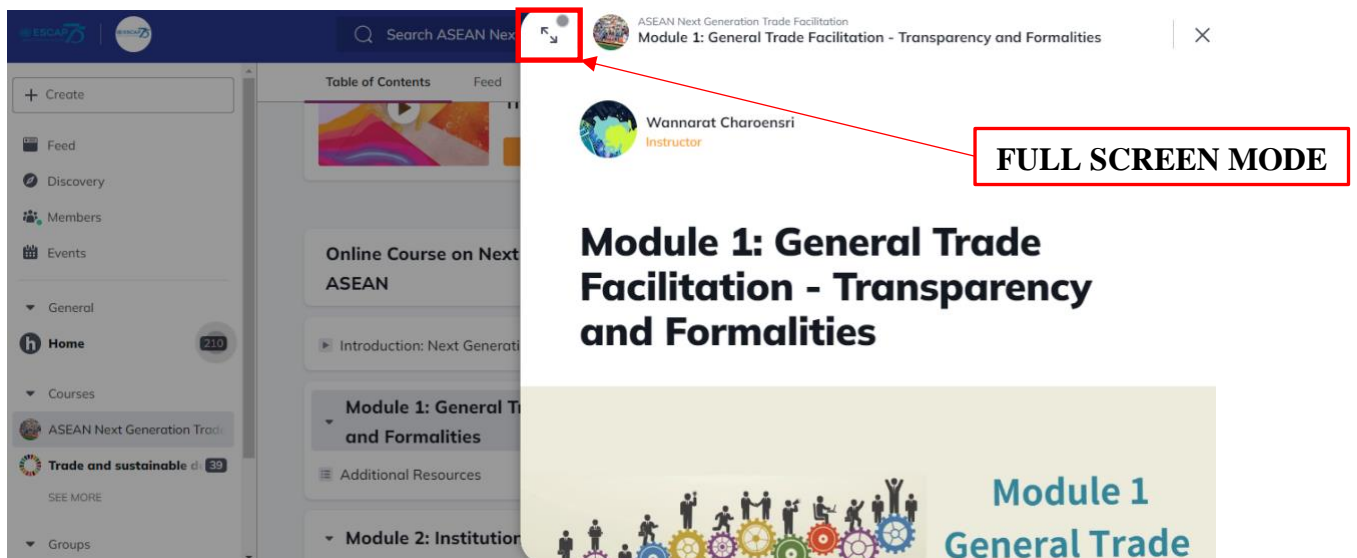 ESCAP 75
Search ASEAN Nex
ASEAN Next Generation Trade Facilitation
Module 1: General Trade Facilitation - Transparency and Formalities
+ Create
Table of Contents Feed
Wannarat Charoensri
Instructor
FULL SCREEN MODE
Feed
Discovery
Members
Events
General
Home 210
Courses
ASEAN Next Generation Trad
Trade and sustainable d 39
SEE MORE
Groups
Online Course on Next
ASEAN
Introduction: Next Generati
Module 1: General T
and Formalities
Additional Resources
Module 2: Institution
Module 1: General Trade
Facilitation - Transparency
and Formalities
Module 1
General Trade